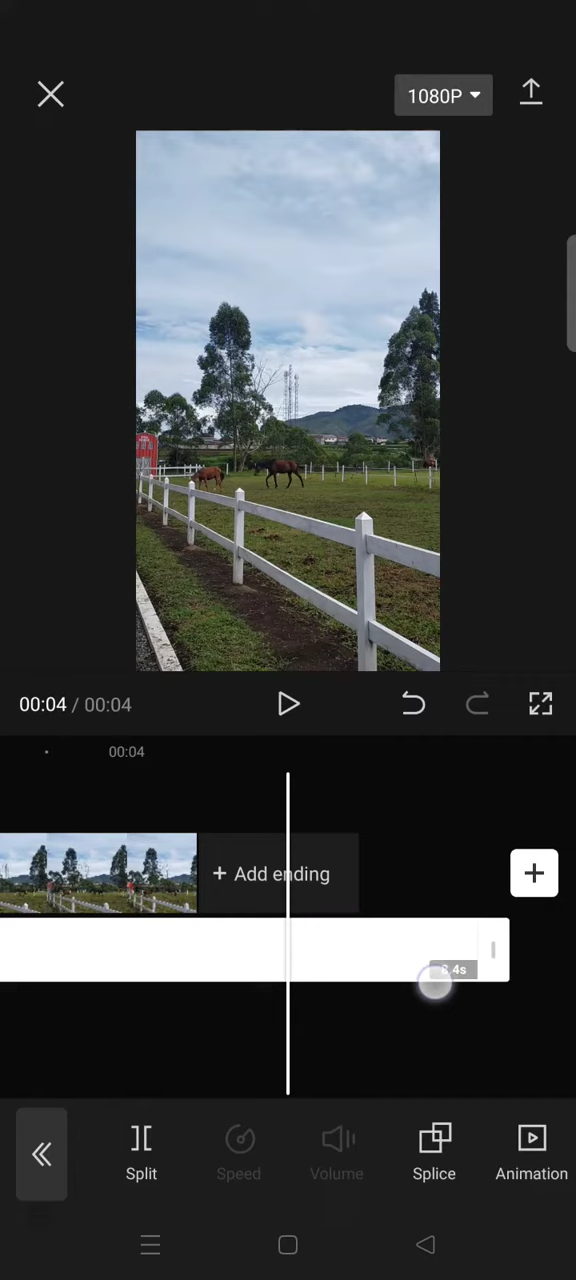 1080P
00:04 / 00:04
00:04
+ Add ending
Split
Speed
Volume
Splice
Animation